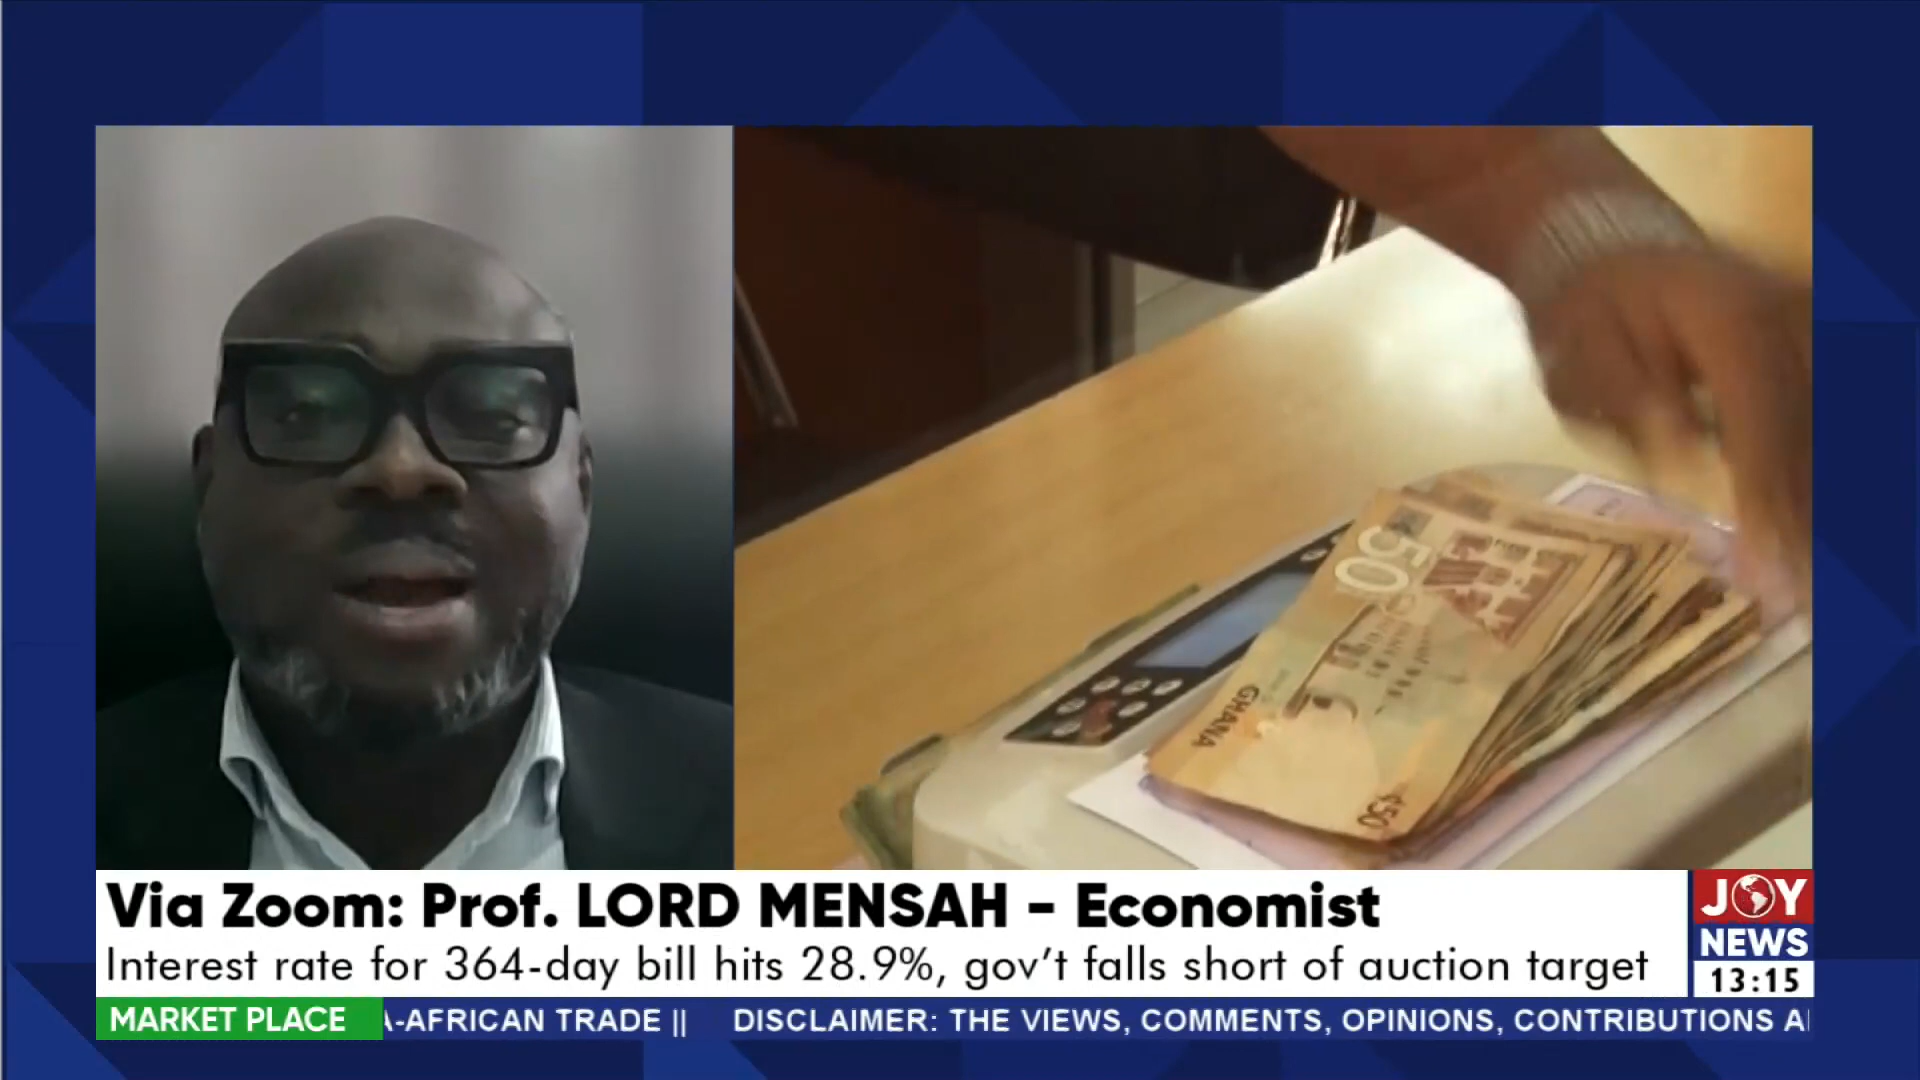 50
GHANA
₵50
Via Zoom: Prof. LORD MENSAH - Economist
Interest rate for 364-day bill hits 28.9%, gov't falls short of auction target
JOY
NEWS
13:15
MARKET PLACE
-AFRICAN TRADE || DISCLAIMER: THE VIEWS, COMMENTS, OPINIONS, CONTRIBUTIONS